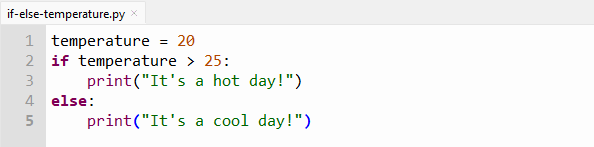 if-else-temperature.py ×
1 temperature = 20
2 if temperature > 25:
3     print("It's a hot day!")
4 else:
5     print("It's a cool day!")